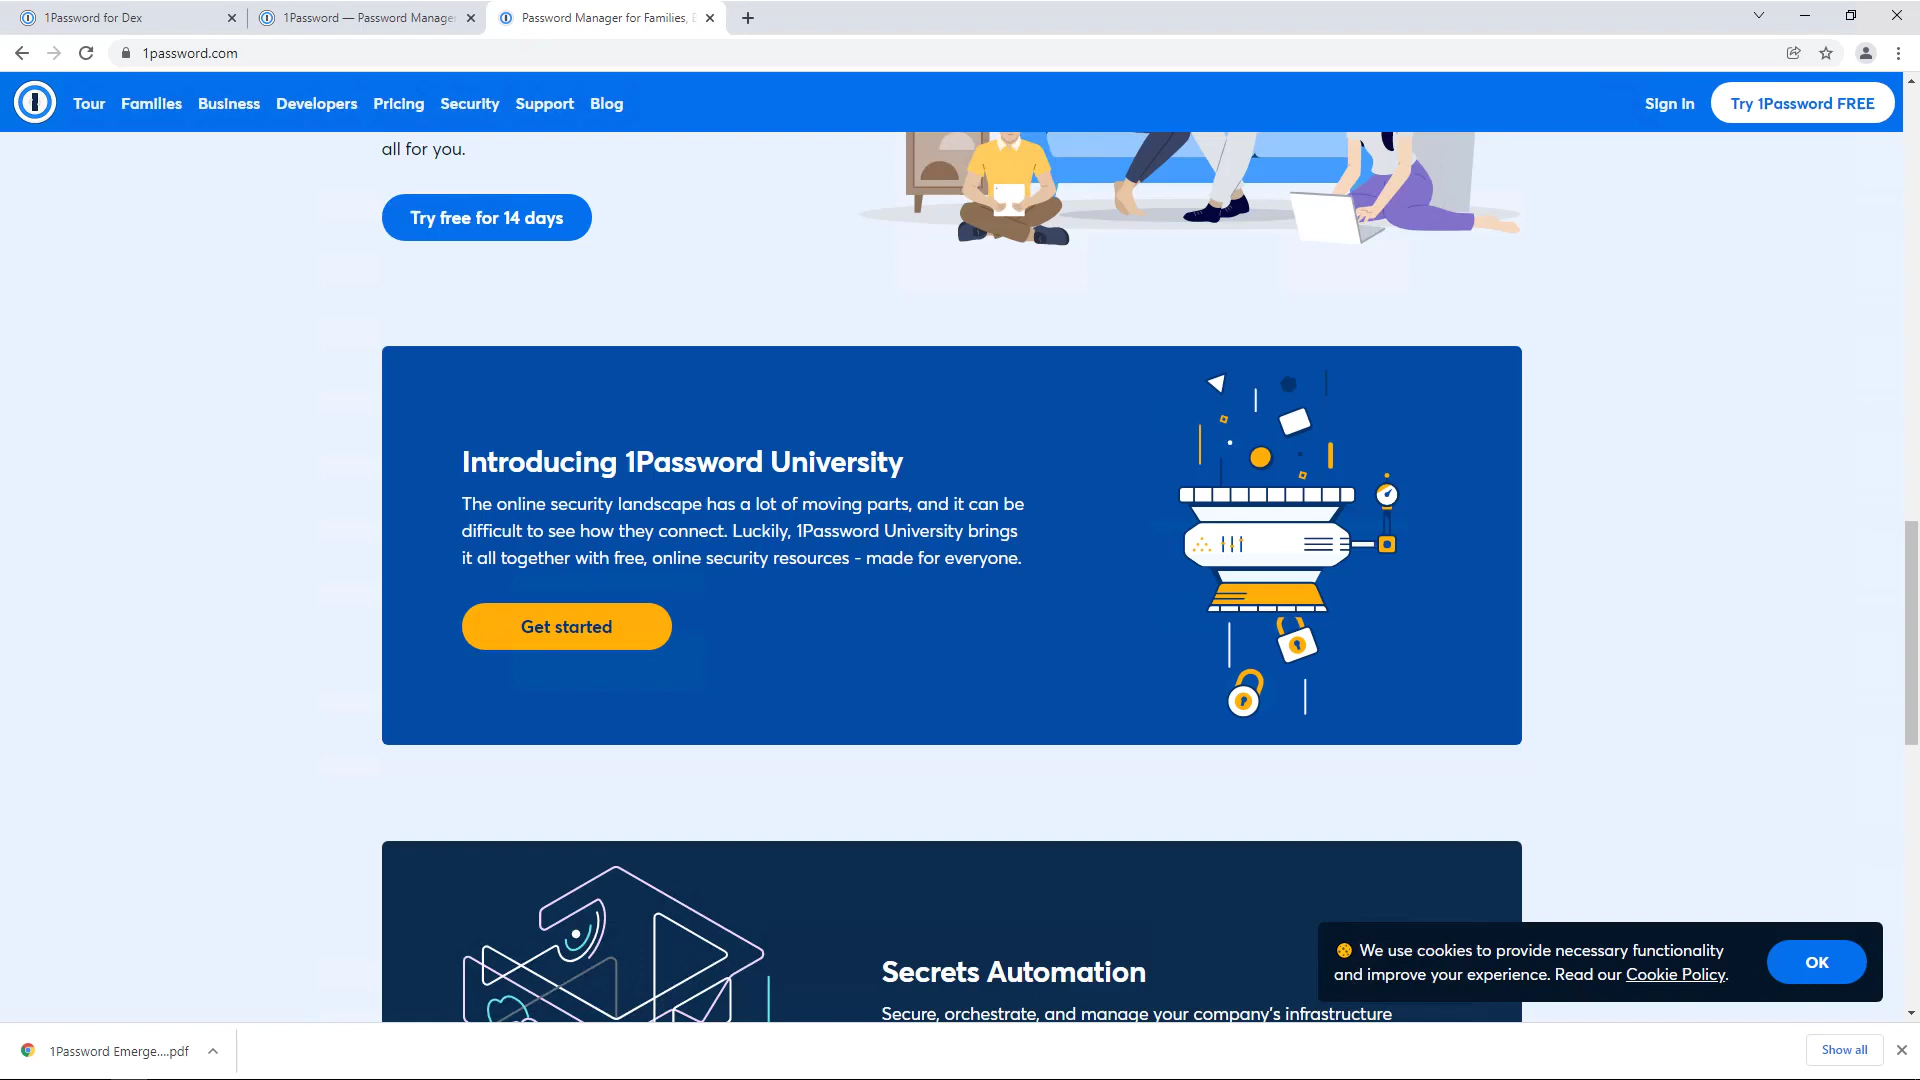 1Password for Dex
1Password — Password Manager
Password Manager for Families,
1password.com
Tour
Families
Business
Developers
Pricing
Security
Support
Blog
Sign in
Try 1Password FREE
all for you.
Try free for 14 days
Introducing 1Password University
The online security landscape has a lot of moving parts, and it can be
difficult to see how they connect. Luckily, 1Password University brings
it all together with free, online security resources - made for everyone.
Get started
Secrets Automation
Secure, orchestrate, and manage your company's infrastructure
We use cookies to provide necessary functionality
and improve your experience. Read our Cookie Policy.
OK
1Password Emerge....pdf
Show all